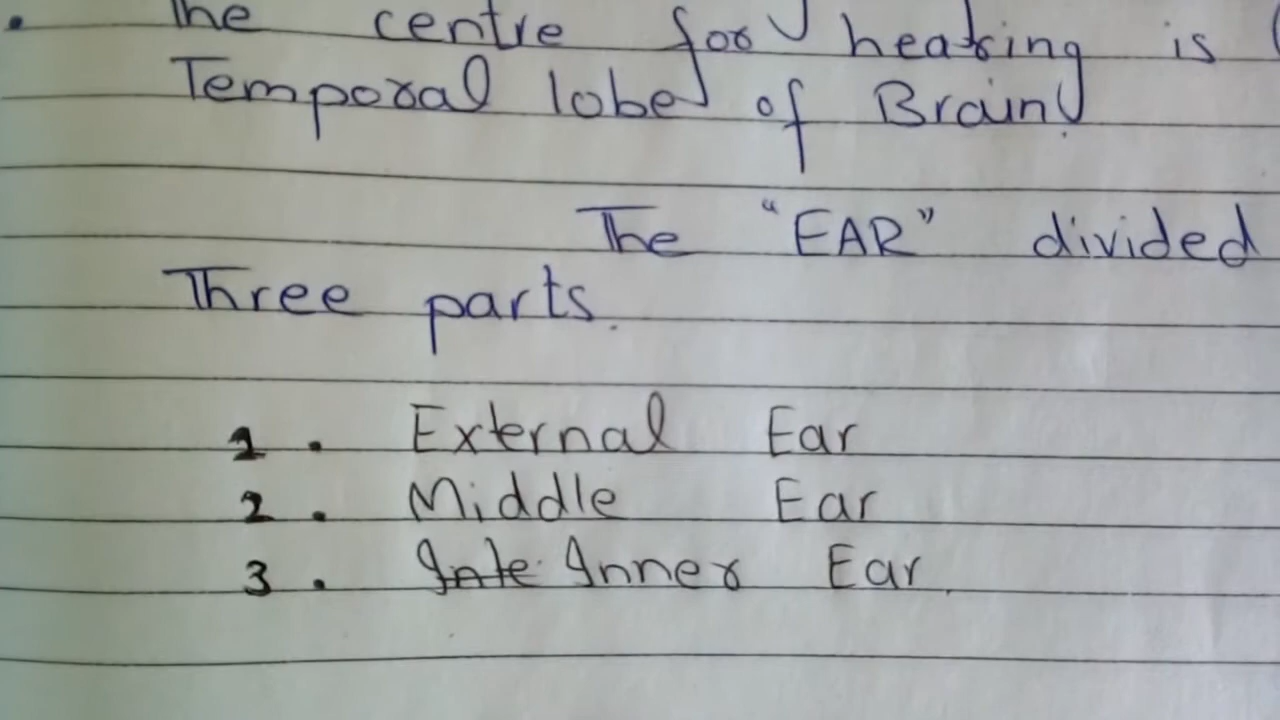 • The centre for hearing is (
Temporal lobe of Brain.
The "EAR" divided
Three parts.
1. External Ear
2. Middle Ear
3. Inte Inner Ear.